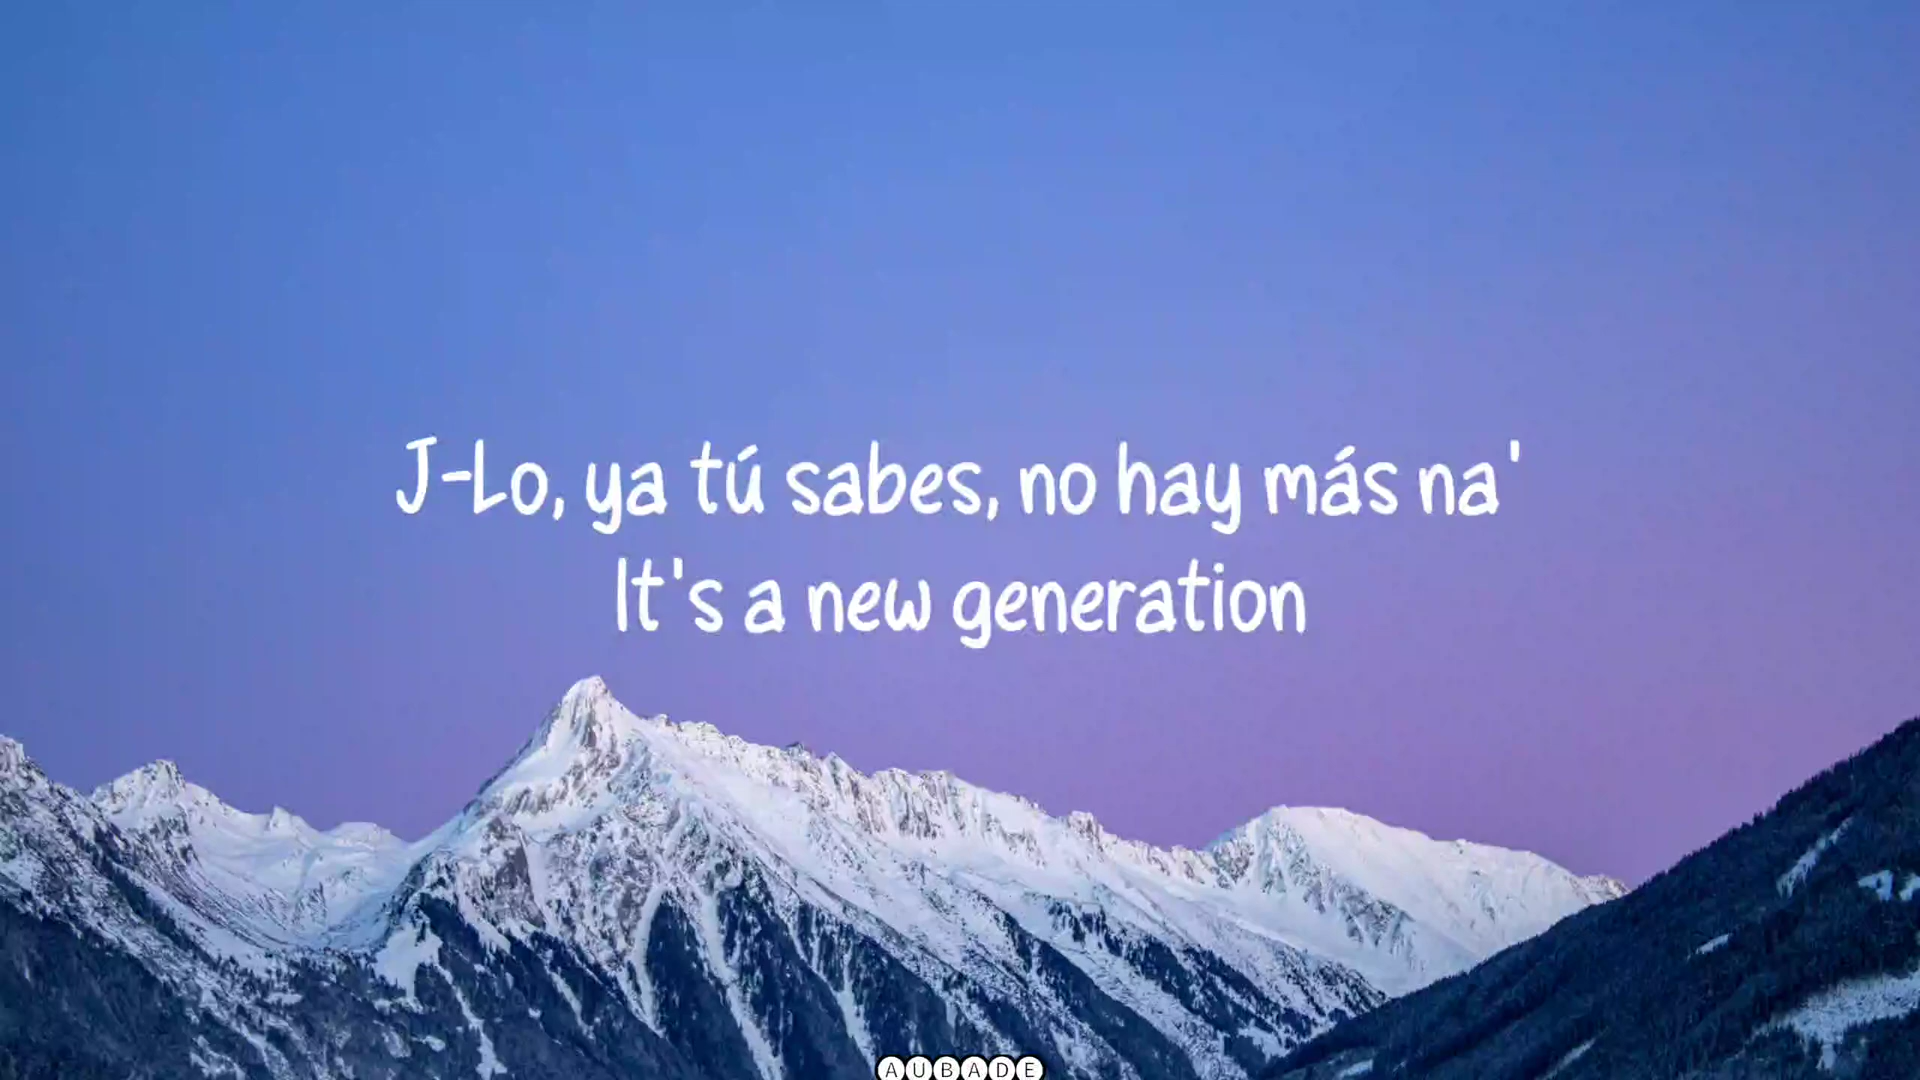 J-Lo, ya tú sabes, no hay más na'
It's a new generation
AUBADE